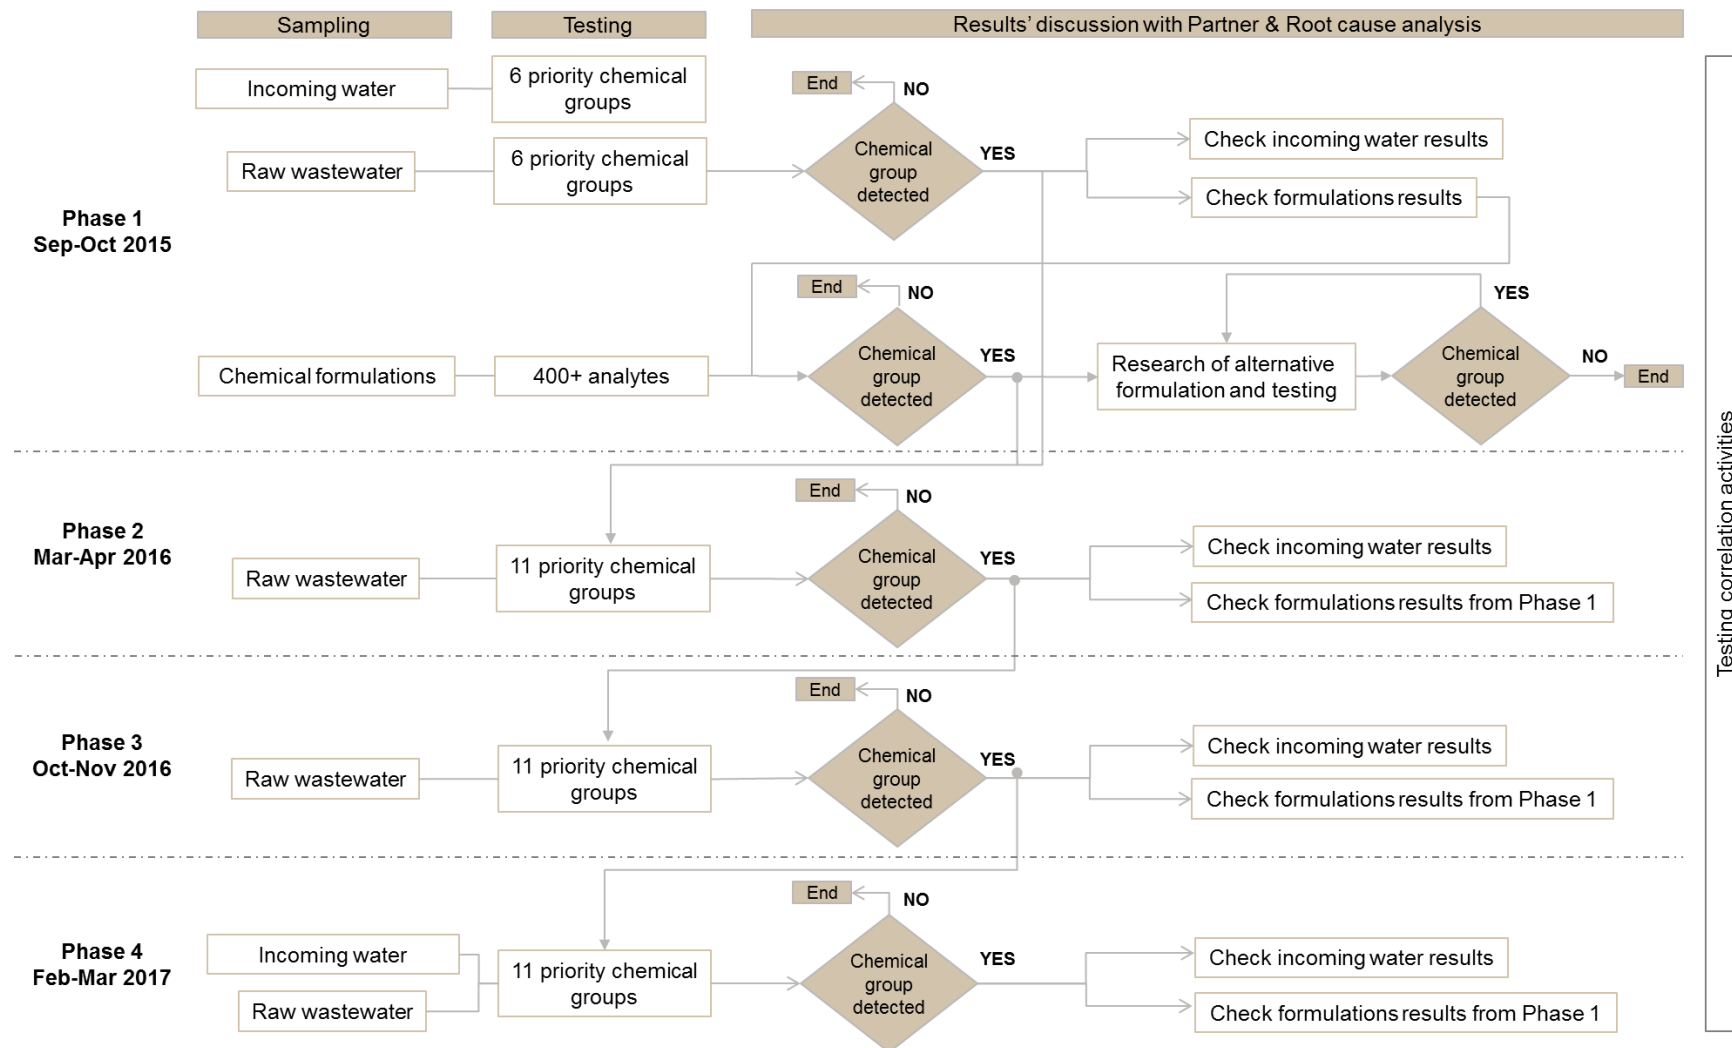 Sampling
Testing
Results’ discussion with Partner & Root cause analysis
Incoming water
6 priority chemical
groups
End
NO
Raw wastewater
6 priority chemical
groups
Chemical
group
detected
YES
Check incoming water results
Check formulations results
Phase 1
Sep-Oct 2015
End
NO
Chemical formulations
400+ analytes
Chemical
group
detected
YES
Research of alternative
formulation and testing
YES
Chemical
group
detected
NO
End
Phase 2
Mar-Apr 2016
Raw wastewater
11 priority chemical
groups
End
NO
Chemical
group
detected
YES
Check incoming water results
Check formulations results from Phase 1
Phase 3
Oct-Nov 2016
Raw wastewater
11 priority chemical
groups
End
NO
Chemical
group
detected
YES
Check incoming water results
Check formulations results from Phase 1
Phase 4
Feb-Mar 2017
Incoming water
Raw wastewater
11 priority chemical
groups
End
NO
Chemical
group
detected
YES
Check incoming water results
Check formulations results from Phase 1
Testing correlation activities